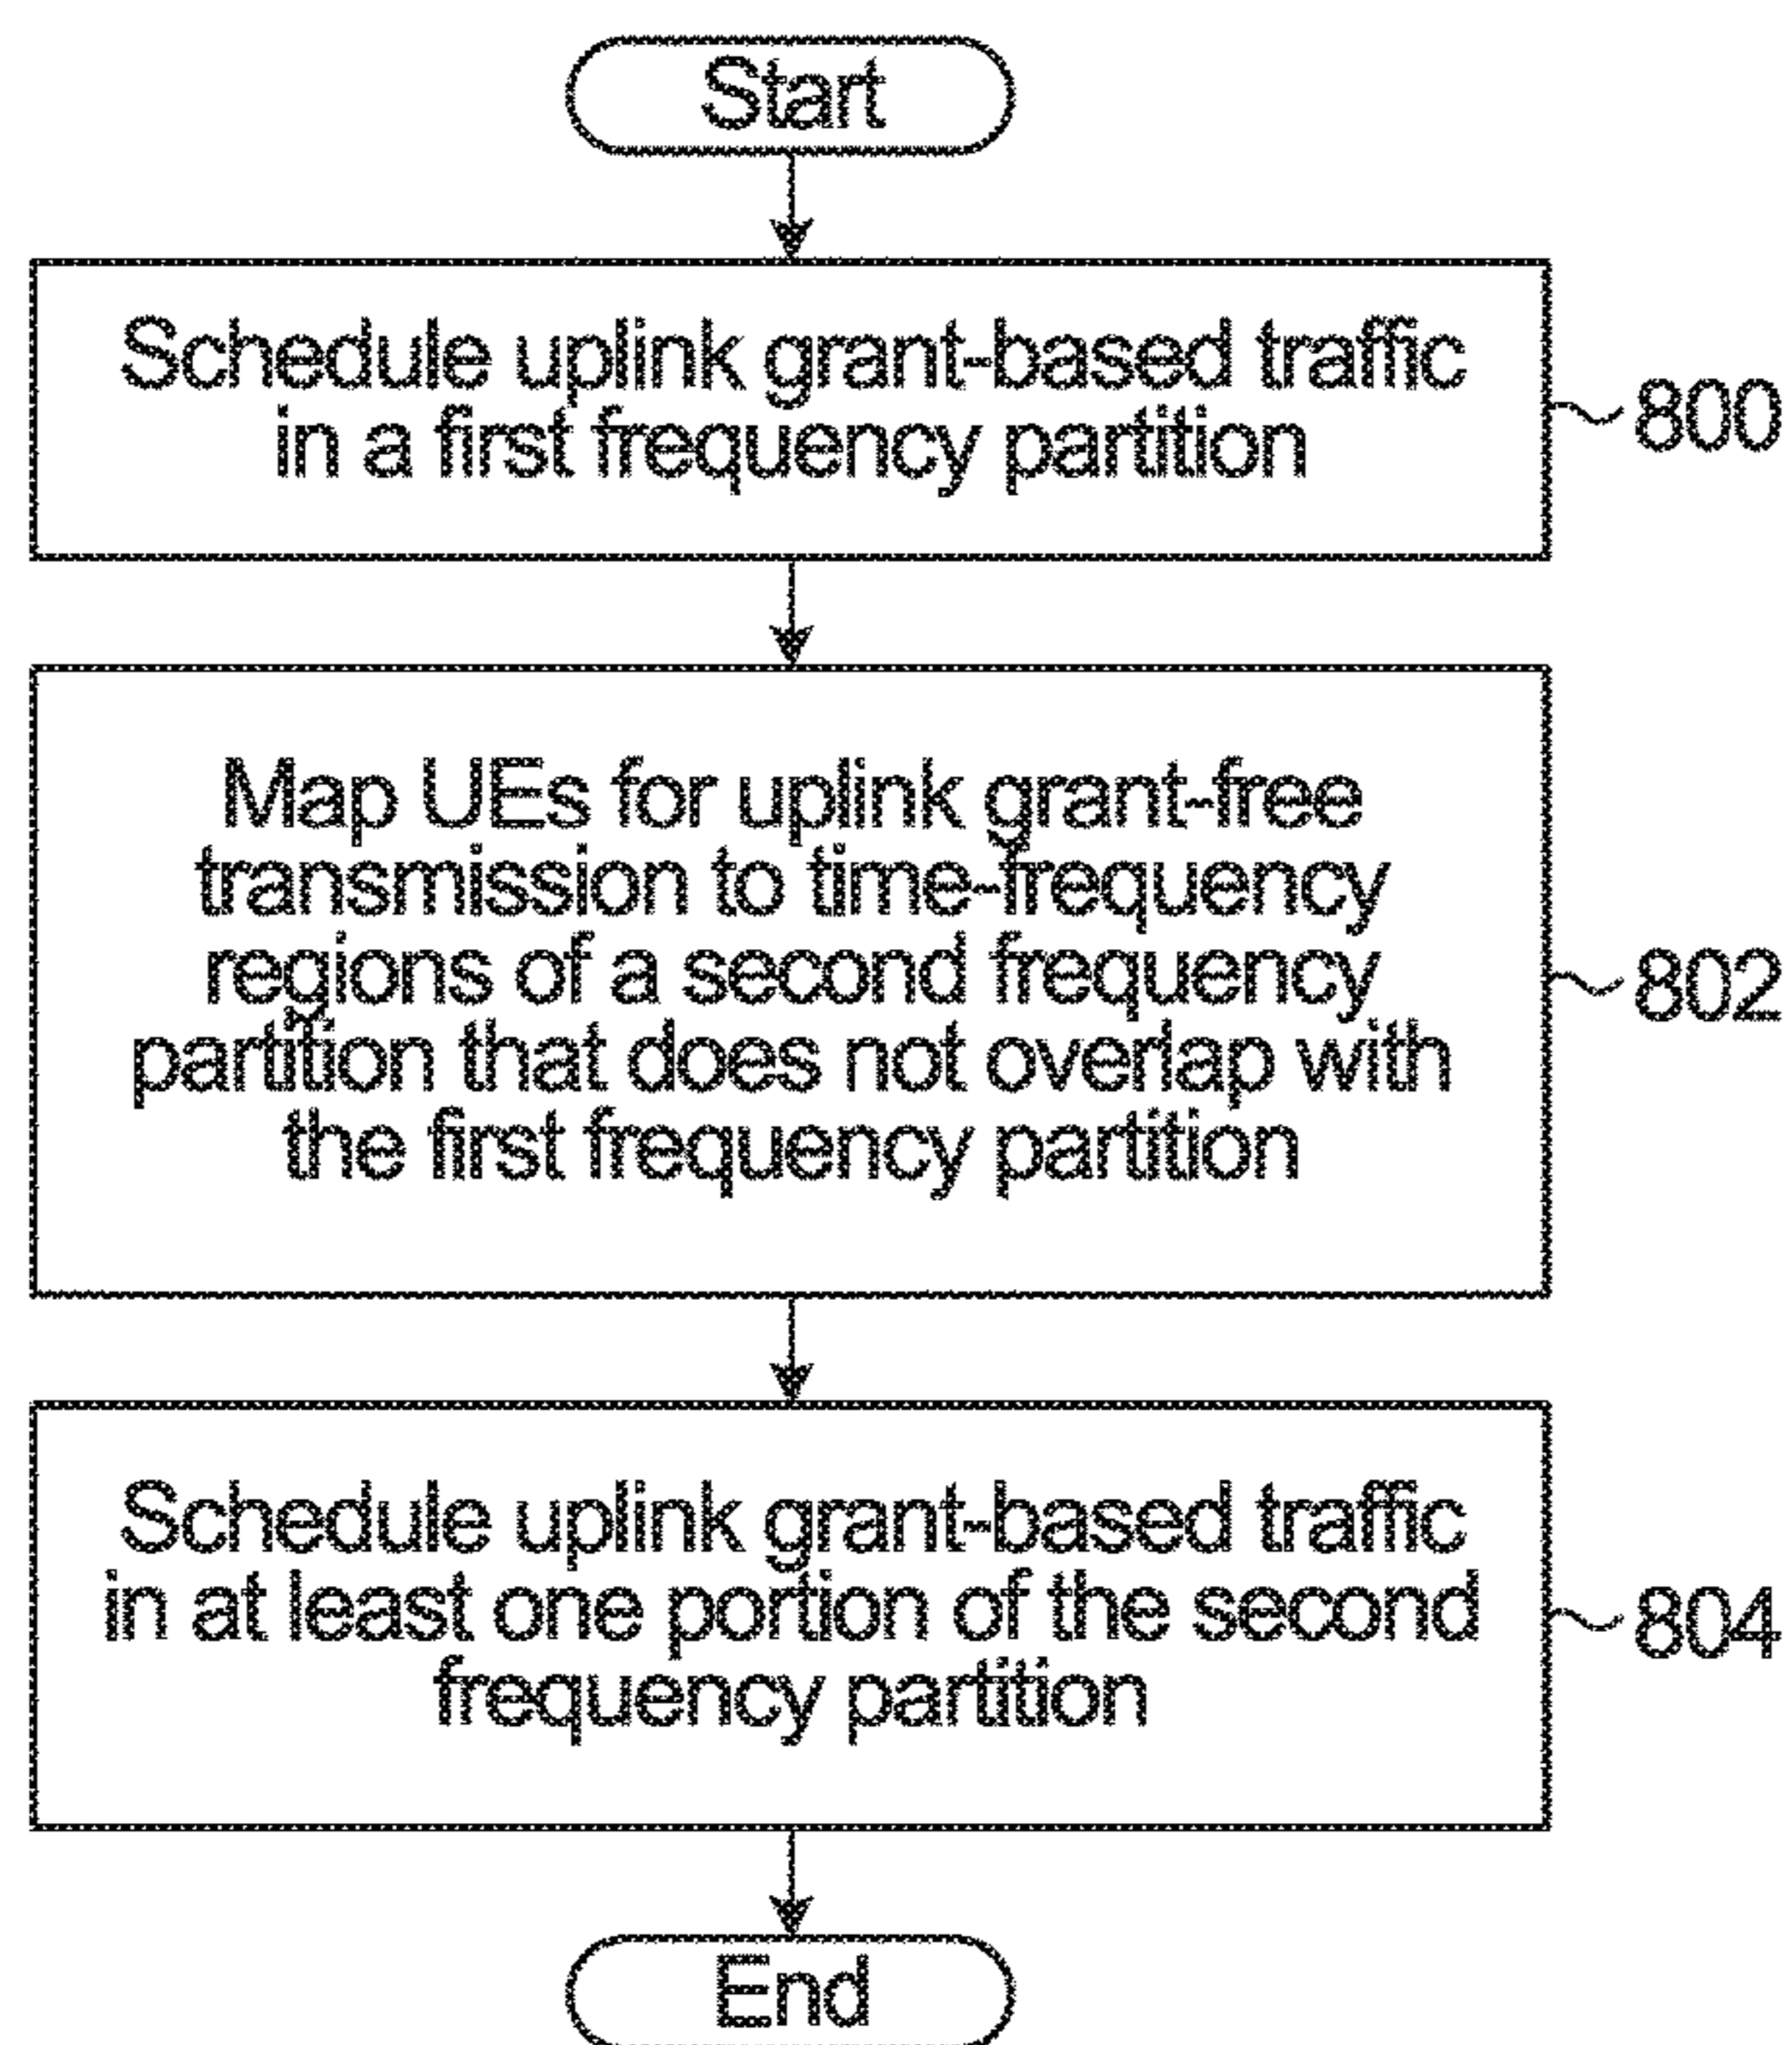 Start
Schedule uplink grant-based traffic
in a first frequency partition
800
Map UEs for uplink grant-free
transmission to time-frequency
regions of a second frequency
partition that does not overlap with
the first frequency partition
802
Schedule uplink grant-based traffic
in at least one portion of the second
frequency partition
804
End